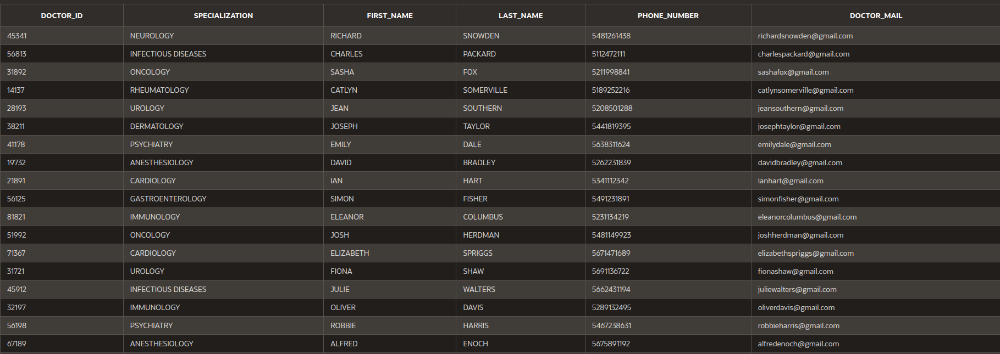 DOCTOR_ID SPECIALIZATION FIRST_NAME LAST_NAME PHONE_NUMBER DOCTOR_MAIL
45341 NEUROLOGY RICHARD SNOWDEN 5481261438 richardsnowden@gmail.com
56813 INFECTIOUS DISEASES CHARLES PACKARD 5112472111 charlespackard@gmail.com
31892 ONCOLOGY SASHA FOX 5211998841 sashafox@gmail.com
14137 RHEUMATOLOGY CATLYN SOMERVILLE 5189252216 catlynsomerville@gmail.com
28193 UROLOGY JEAN SOUTHERN 5208501288 jeansouthern@gmail.com
38211 DERMATOLOGY JOSEPH TAYLOR 5441819395 josephtaylor@gmail.com
41178 PSYCHIATRY EMILY DALE 5638311624 emilydale@gmail.com
19732 ANESTHESIOLOGY DAVID BRADLEY 5262231839 davidbradley@gmail.com
21891 CARDIOLOGY IAN HART 5341112342 ianhart@gmail.com
56125 GASTROENTEROLOGY SIMON FISHER 5491231891 simonfisher@gmail.com
81821 IMMUNOLOGY ELEANOR COLUMBUS 5231134219 eleanorcolumbus@gmail.com
51992 ONCOLOGY JOSH HERDMAN 5481149923 joshherdman@gmail.com
71367 CARDIOLOGY ELIZABETH SPRIGGS 5671471689 elizabethspriggs@gmail.com
31721 UROLOGY FIONA SHAW 5691136722 fionashaw@gmail.com
45912 INFECTIOUS DISEASES JULIE WALTERS 5662431194 juliewalters@gmail.com
32197 IMMUNOLOGY OLIVER DAVIS 5289132495 oliverdavis@gmail.com
56198 PSYCHIATRY ROBBIE HARRIS 5467238631 robbieharris@gmail.com
67189 ANESTHESIOLOGY ALFRED ENOCH 5675891192 alfredenoch@gmail.com